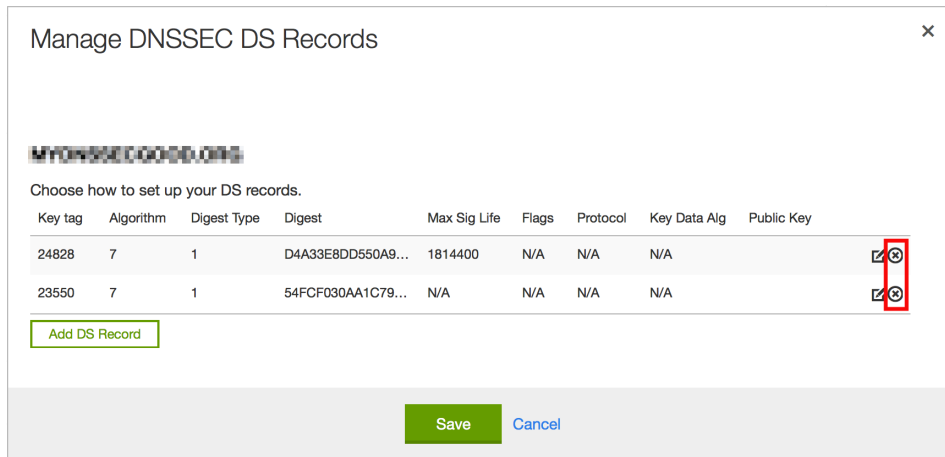 Manage DNSSEC DS Records
Choose how to set up your DS records.
Key tag Algorithm Digest Type Digest Max Sig Life Flags Protocol Key Data Alg Public Key
24828 7 1 D4A33E8DD550A9... 1814400 N/A N/A N/A
23550 7 1 54FCF030AA1C79... N/A N/A N/A N/A
Add DS Record
Save Cancel